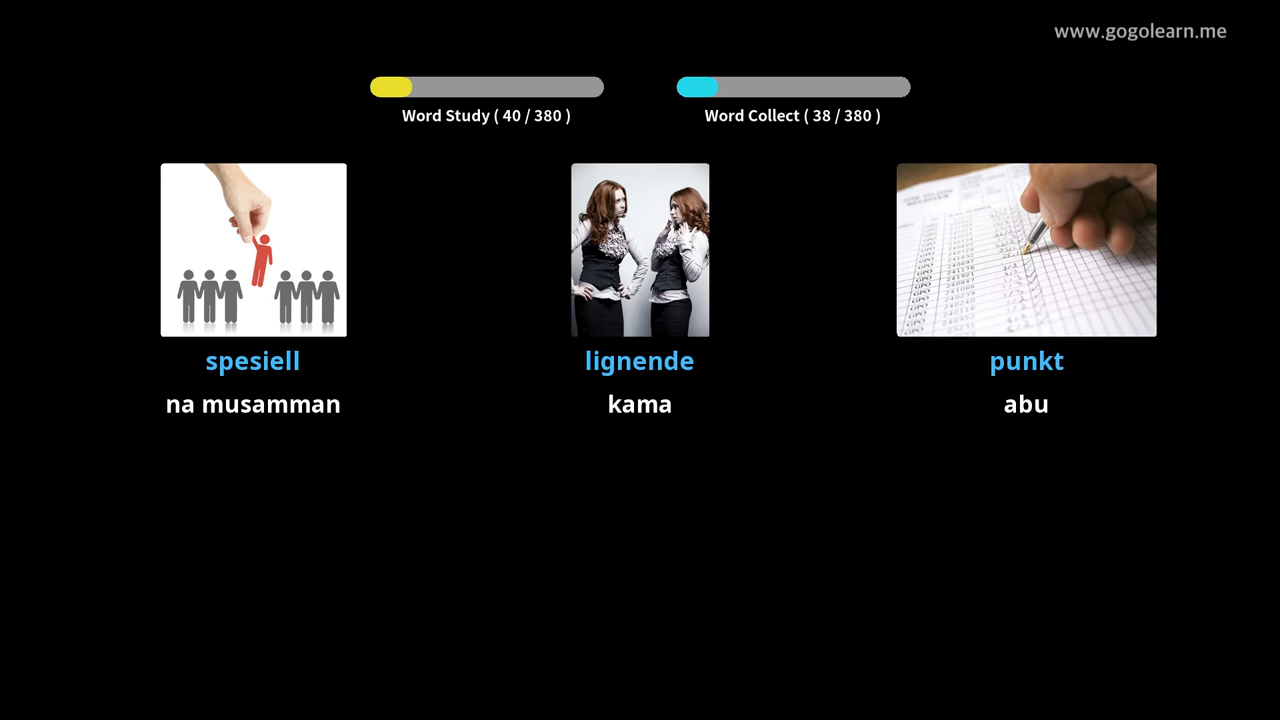 www.gogolearn.me
Word Study ( 40 / 380 )
Word Collect ( 38 / 380 )
spesiell
lignende
punkt
na musamman
kama
abu